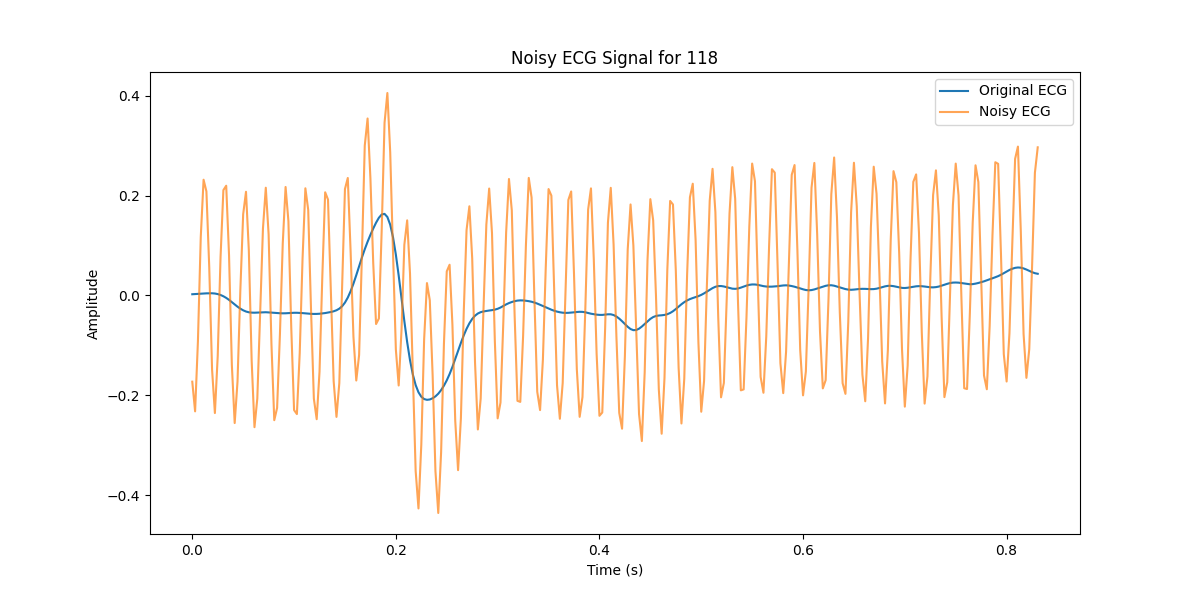 Noisy ECG Signal for 118
Original ECG
Noisy ECG
Amplitude
0.4
0.2
0.0
−0.2
−0.4
0.0 0.2 0.4 0.6 0.8
Time (s)